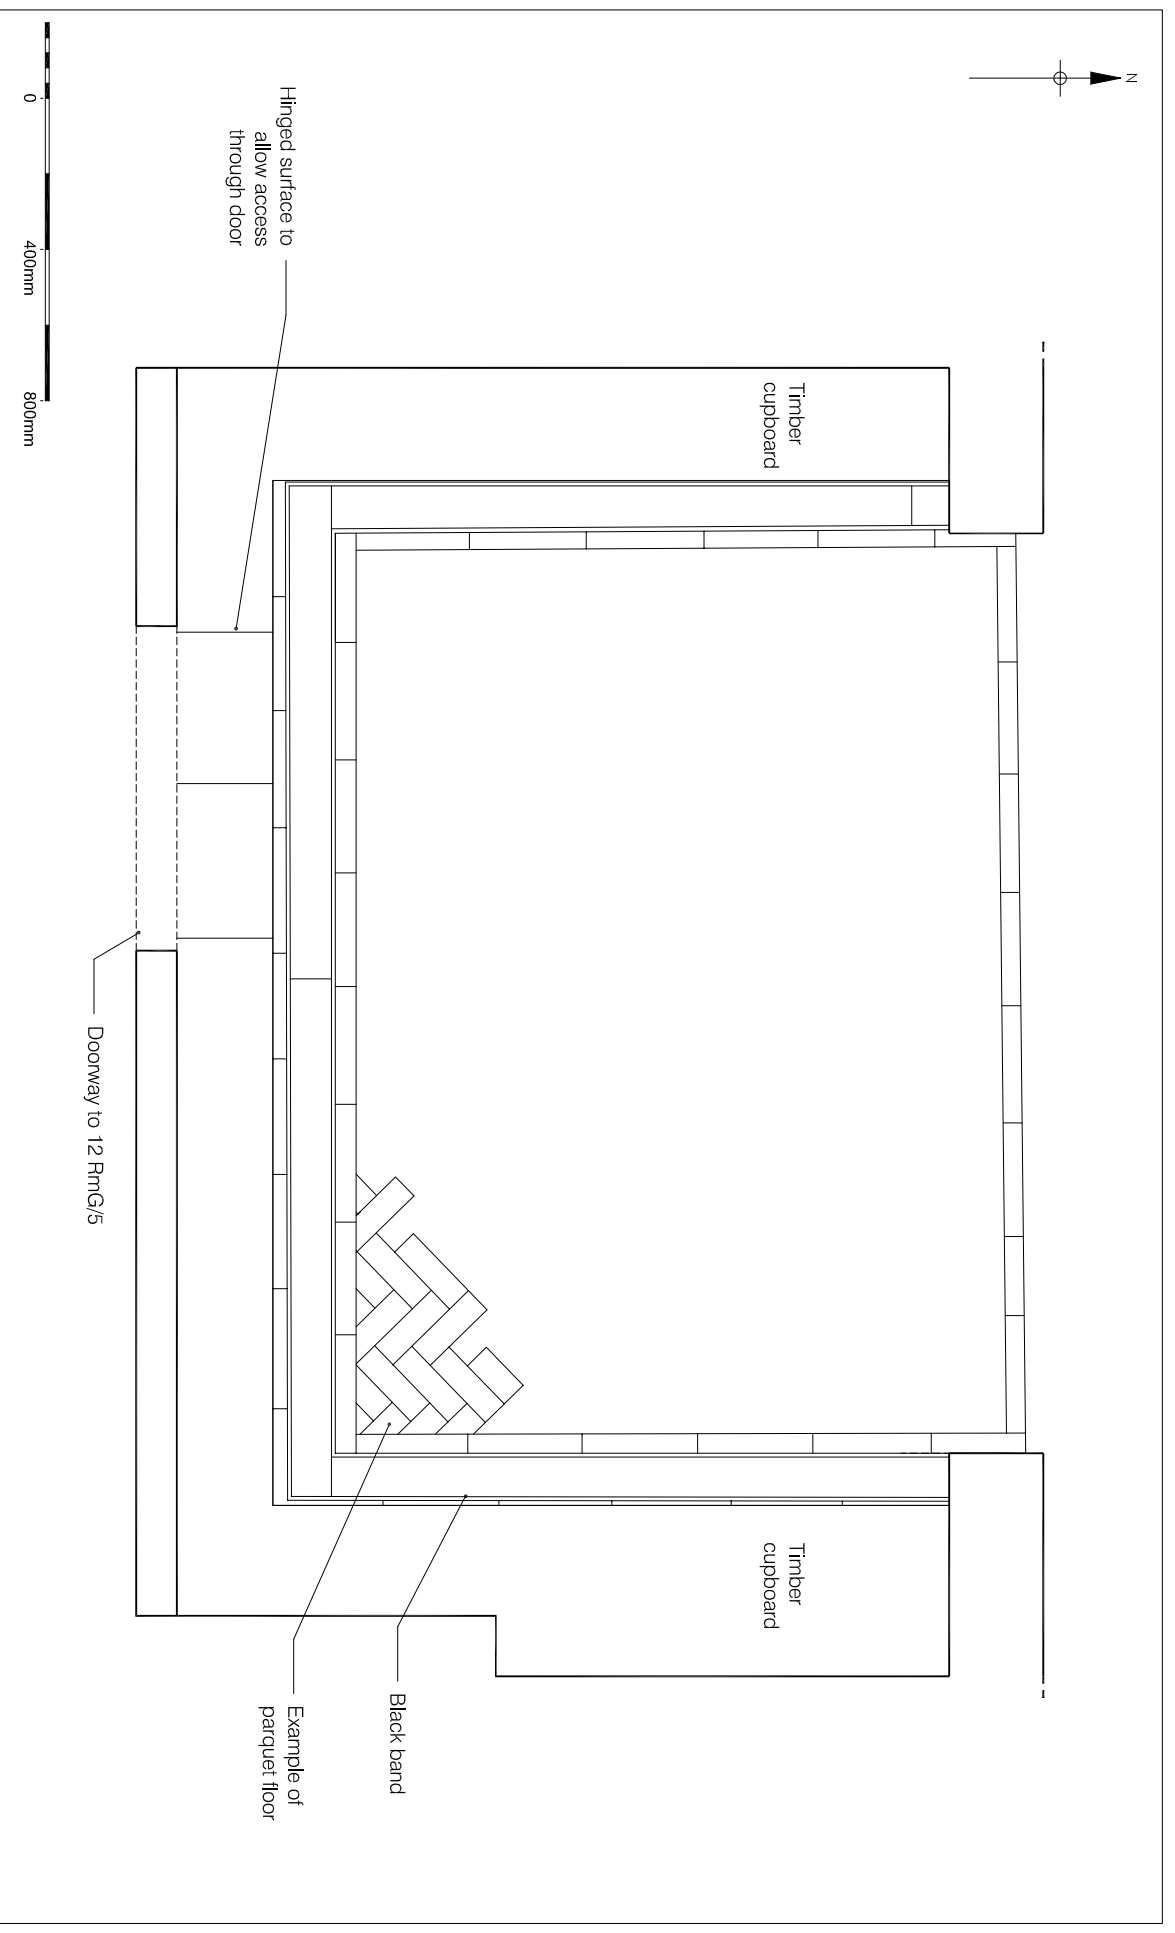 N
Timber
cupboard
Timber
cupboard
Hinged surface to
allow access
through door
Black band
Example of
parquet floor
Doorway to 12 RmG/5
0
400mm
800mm